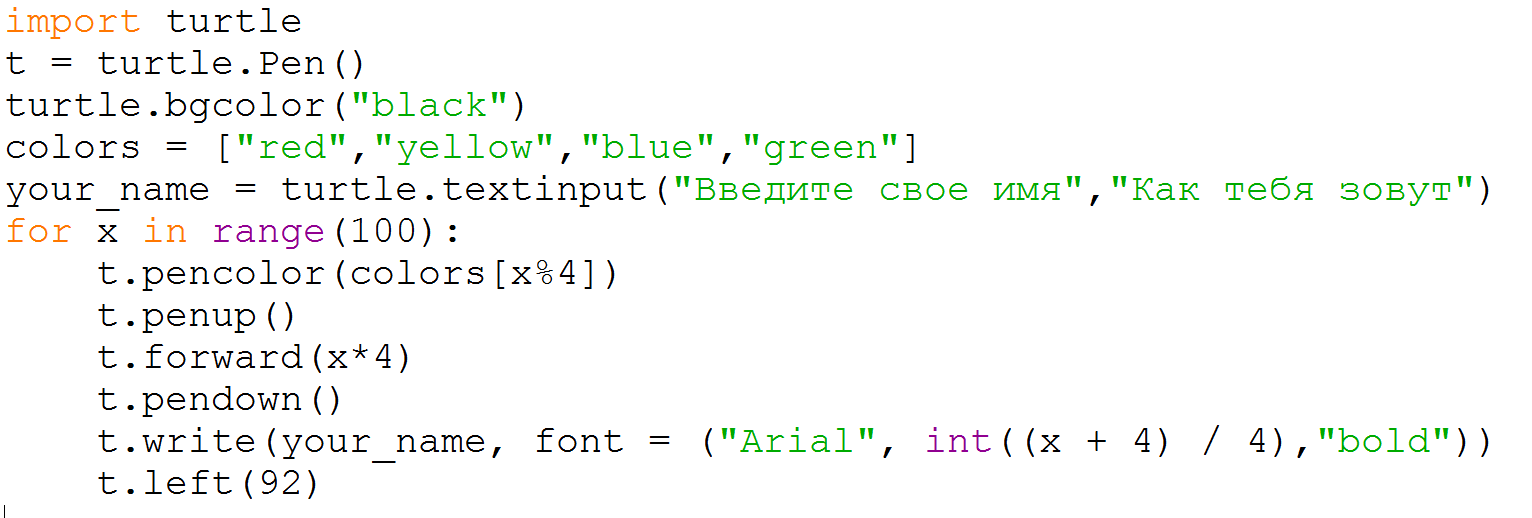 import turtle
t = turtle.Pen()
turtle.bgcolor("black")
colors = ["red","yellow","blue","green"]
your_name = turtle.textinput("Введите свое имя","Как тебя зовут")
for x in range(100):
    t.pencolor(colors[x%4])
    t.penup()
    t.forward(x*4)
    t.pendown()
    t.write(your_name, font = ("Arial", int((x + 4) / 4),"bold"))
    t.left(92)